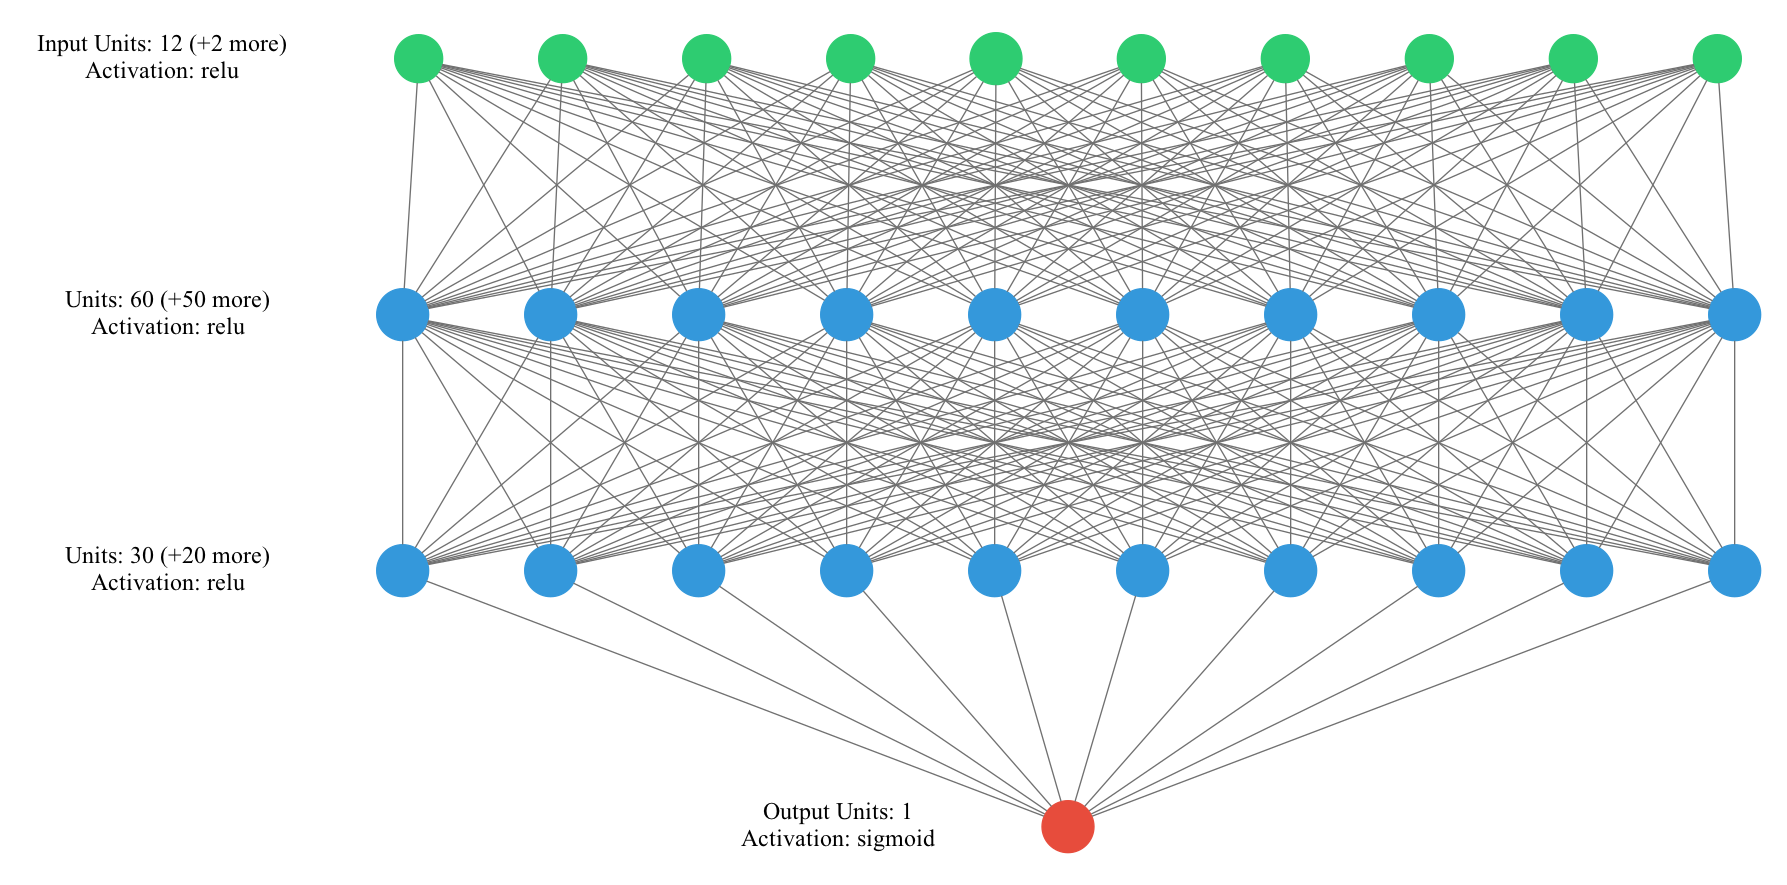 Input Units: 12 (+2 more)
Activation: relu
Units: 60 (+50 more)
Activation: relu
Units: 30 (+20 more)
Activation: relu
Output Units: 1
Activation: sigmoid